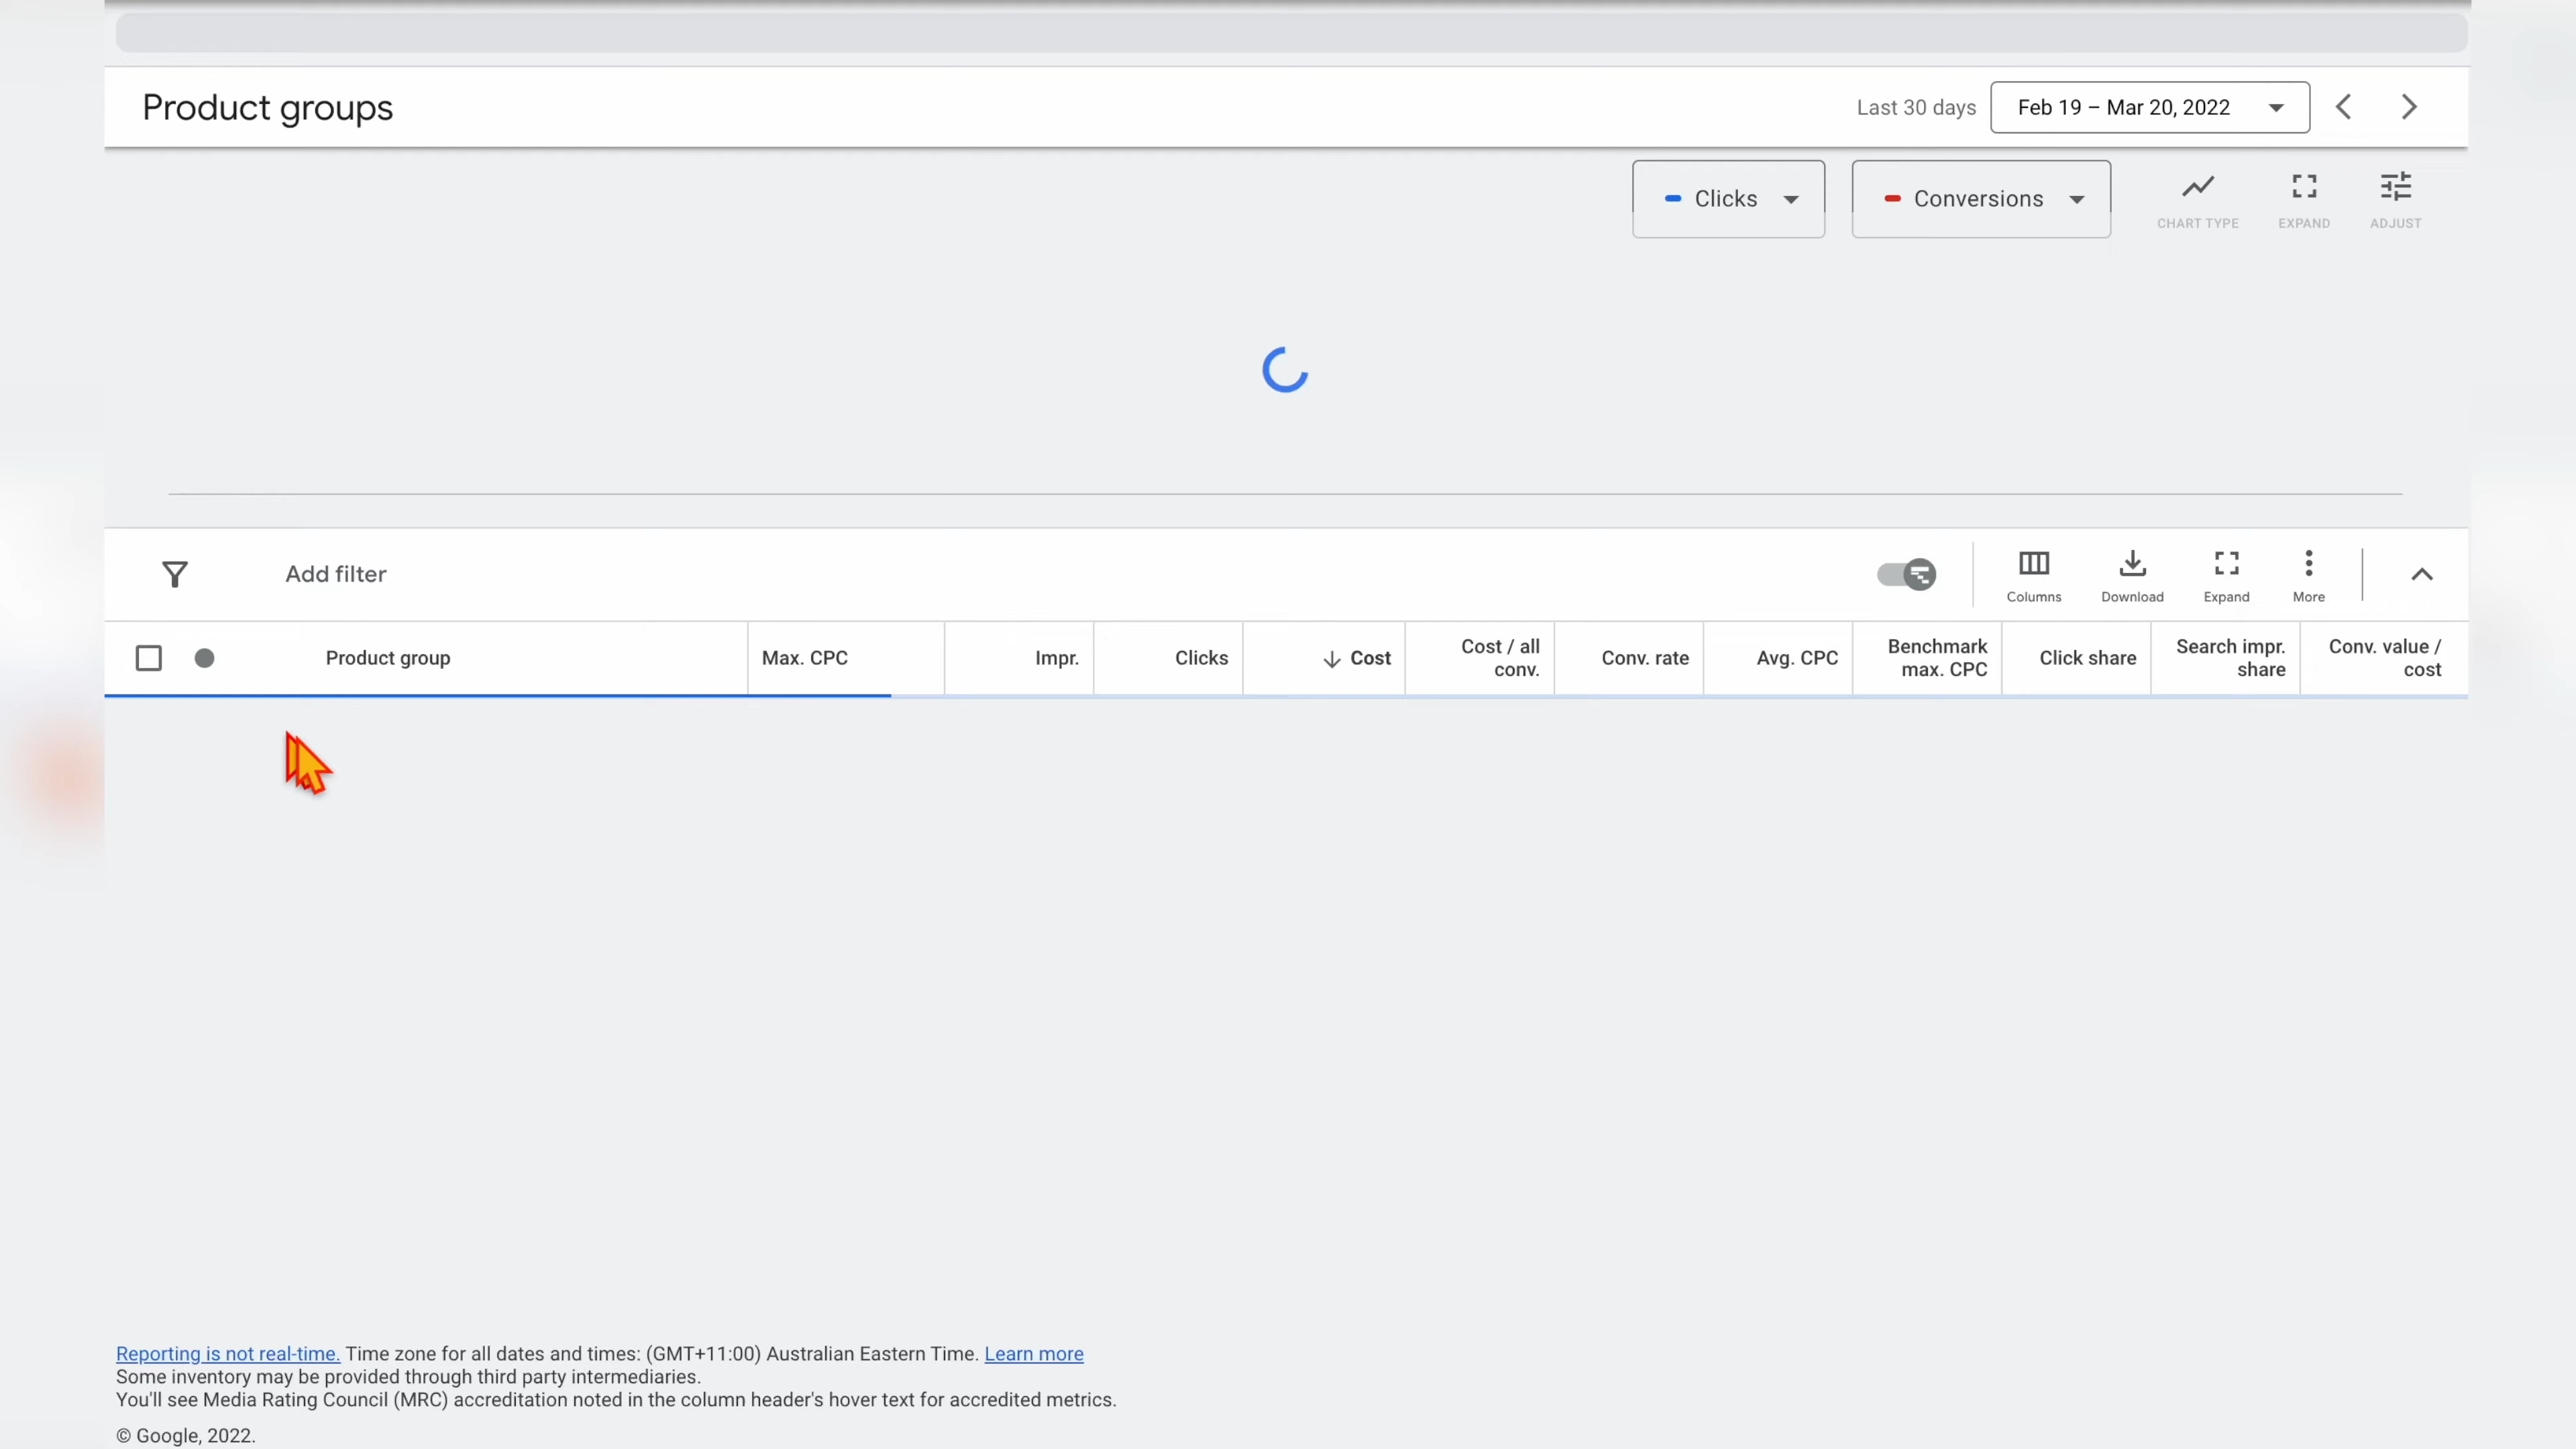 Product groups
Last 30 days
Feb 19 – Mar 20, 2022
Clicks
Conversions
CHART TYPE
EXPAND
ADJUST
Add filter
Columns
Download
Expand
More
Product group
Max. CPC
Impr.
Clicks
Cost
Cost / all
conv.
Conv. rate
Avg. CPC
Benchmark
max. CPC
Click share
Search impr.
share
Conv. value /
cost
Reporting is not real-time. Time zone for all dates and times: (GMT+11:00) Australian Eastern Time. Learn more
Some inventory may be provided through third party intermediaries.
You'll see Media Rating Council (MRC) accreditation noted in the column header's hover text for accredited metrics.
© Google, 2022.